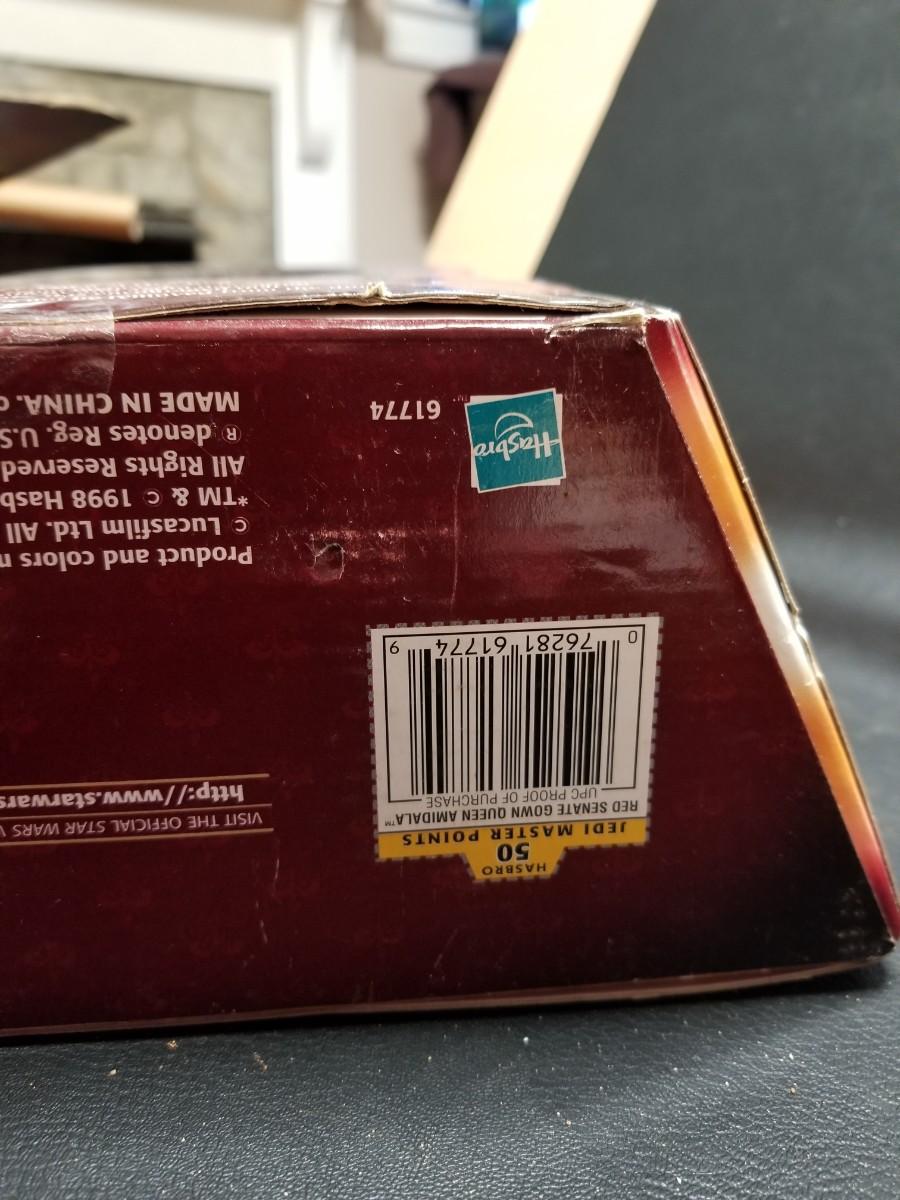 HASBRO
50
JEDI MASTER POINTS
RED SENATE GOWN QUEEN AMIDALA™
UPC PROOF OF PURCHASE
0 76281 61774 9
VISIT THE OFFICIAL STAR WARS
http://www.starwars
Product and colors
© Lucasfilm Ltd. All
*TM & © 1998 Hasb
All Rights Reserved
® denotes Reg. U.S
MADE IN CHINA.
Hasbro
61774